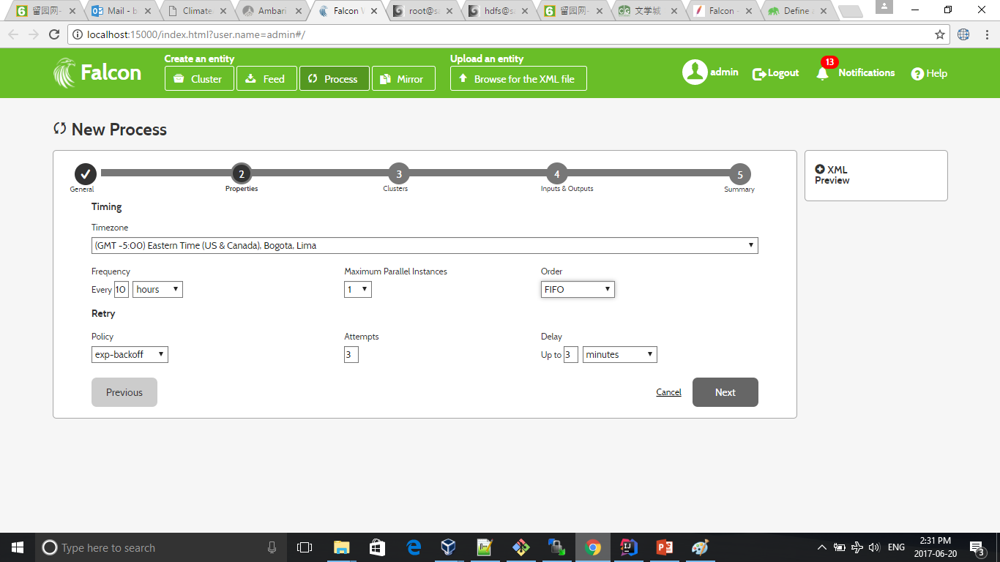 留园网-
Mail - b
Climate.
Ambari
Falcon W
root@sa
hdfs@sa
留园网-
文学城
Falcon -
Define a
localhost:15000/index.html?user.name=admin#/
Falcon
Create an entity
Cluster
Feed
Process
Mirror
Upload an entity
Browse for the XML file
admin
Logout
13
Notifications
Help
New Process
2
3
4
5
General
Properties
Clusters
Inputs & Outputs
Summary
XML
Preview
Timing
Timezone
(GMT -5:00) Eastern Time (US & Canada), Bogota, Lima
Frequency
Maximum Parallel Instances
Order
Every 10 hours
1
FIFO
Retry
Policy
Attempts
Delay
exp-backoff
3
Up to 3 minutes
Previous
Cancel
Next
Type here to search
ENG
2:31 PM
2017-06-20
3